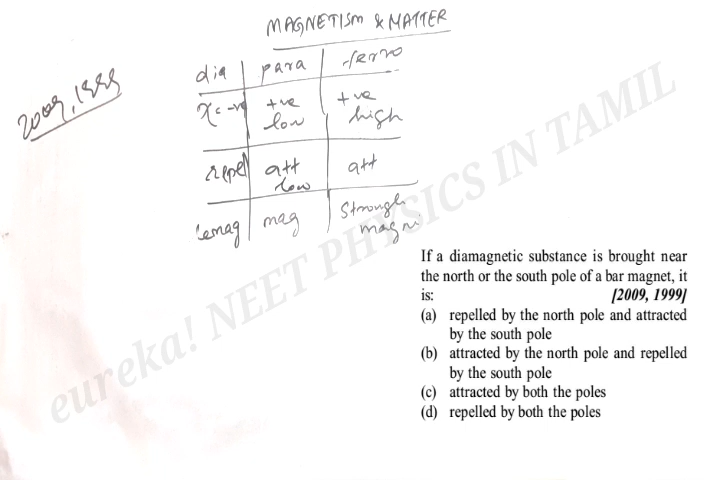 MAGNETISM & MATTER
2009, 1999
dia para ferro
χ = -ve +ve low +ve high
repel att low att
demag mag Strongly magni
eureka! NEET PHYSICS IN TAMIL
If a diamagnetic substance is brought near
the north or the south pole of a bar magnet, it
is: [2009, 1999]
(a) repelled by the north pole and attracted
by the south pole
(b) attracted by the north pole and repelled
by the south pole
(c) attracted by both the poles
(d) repelled by both the poles